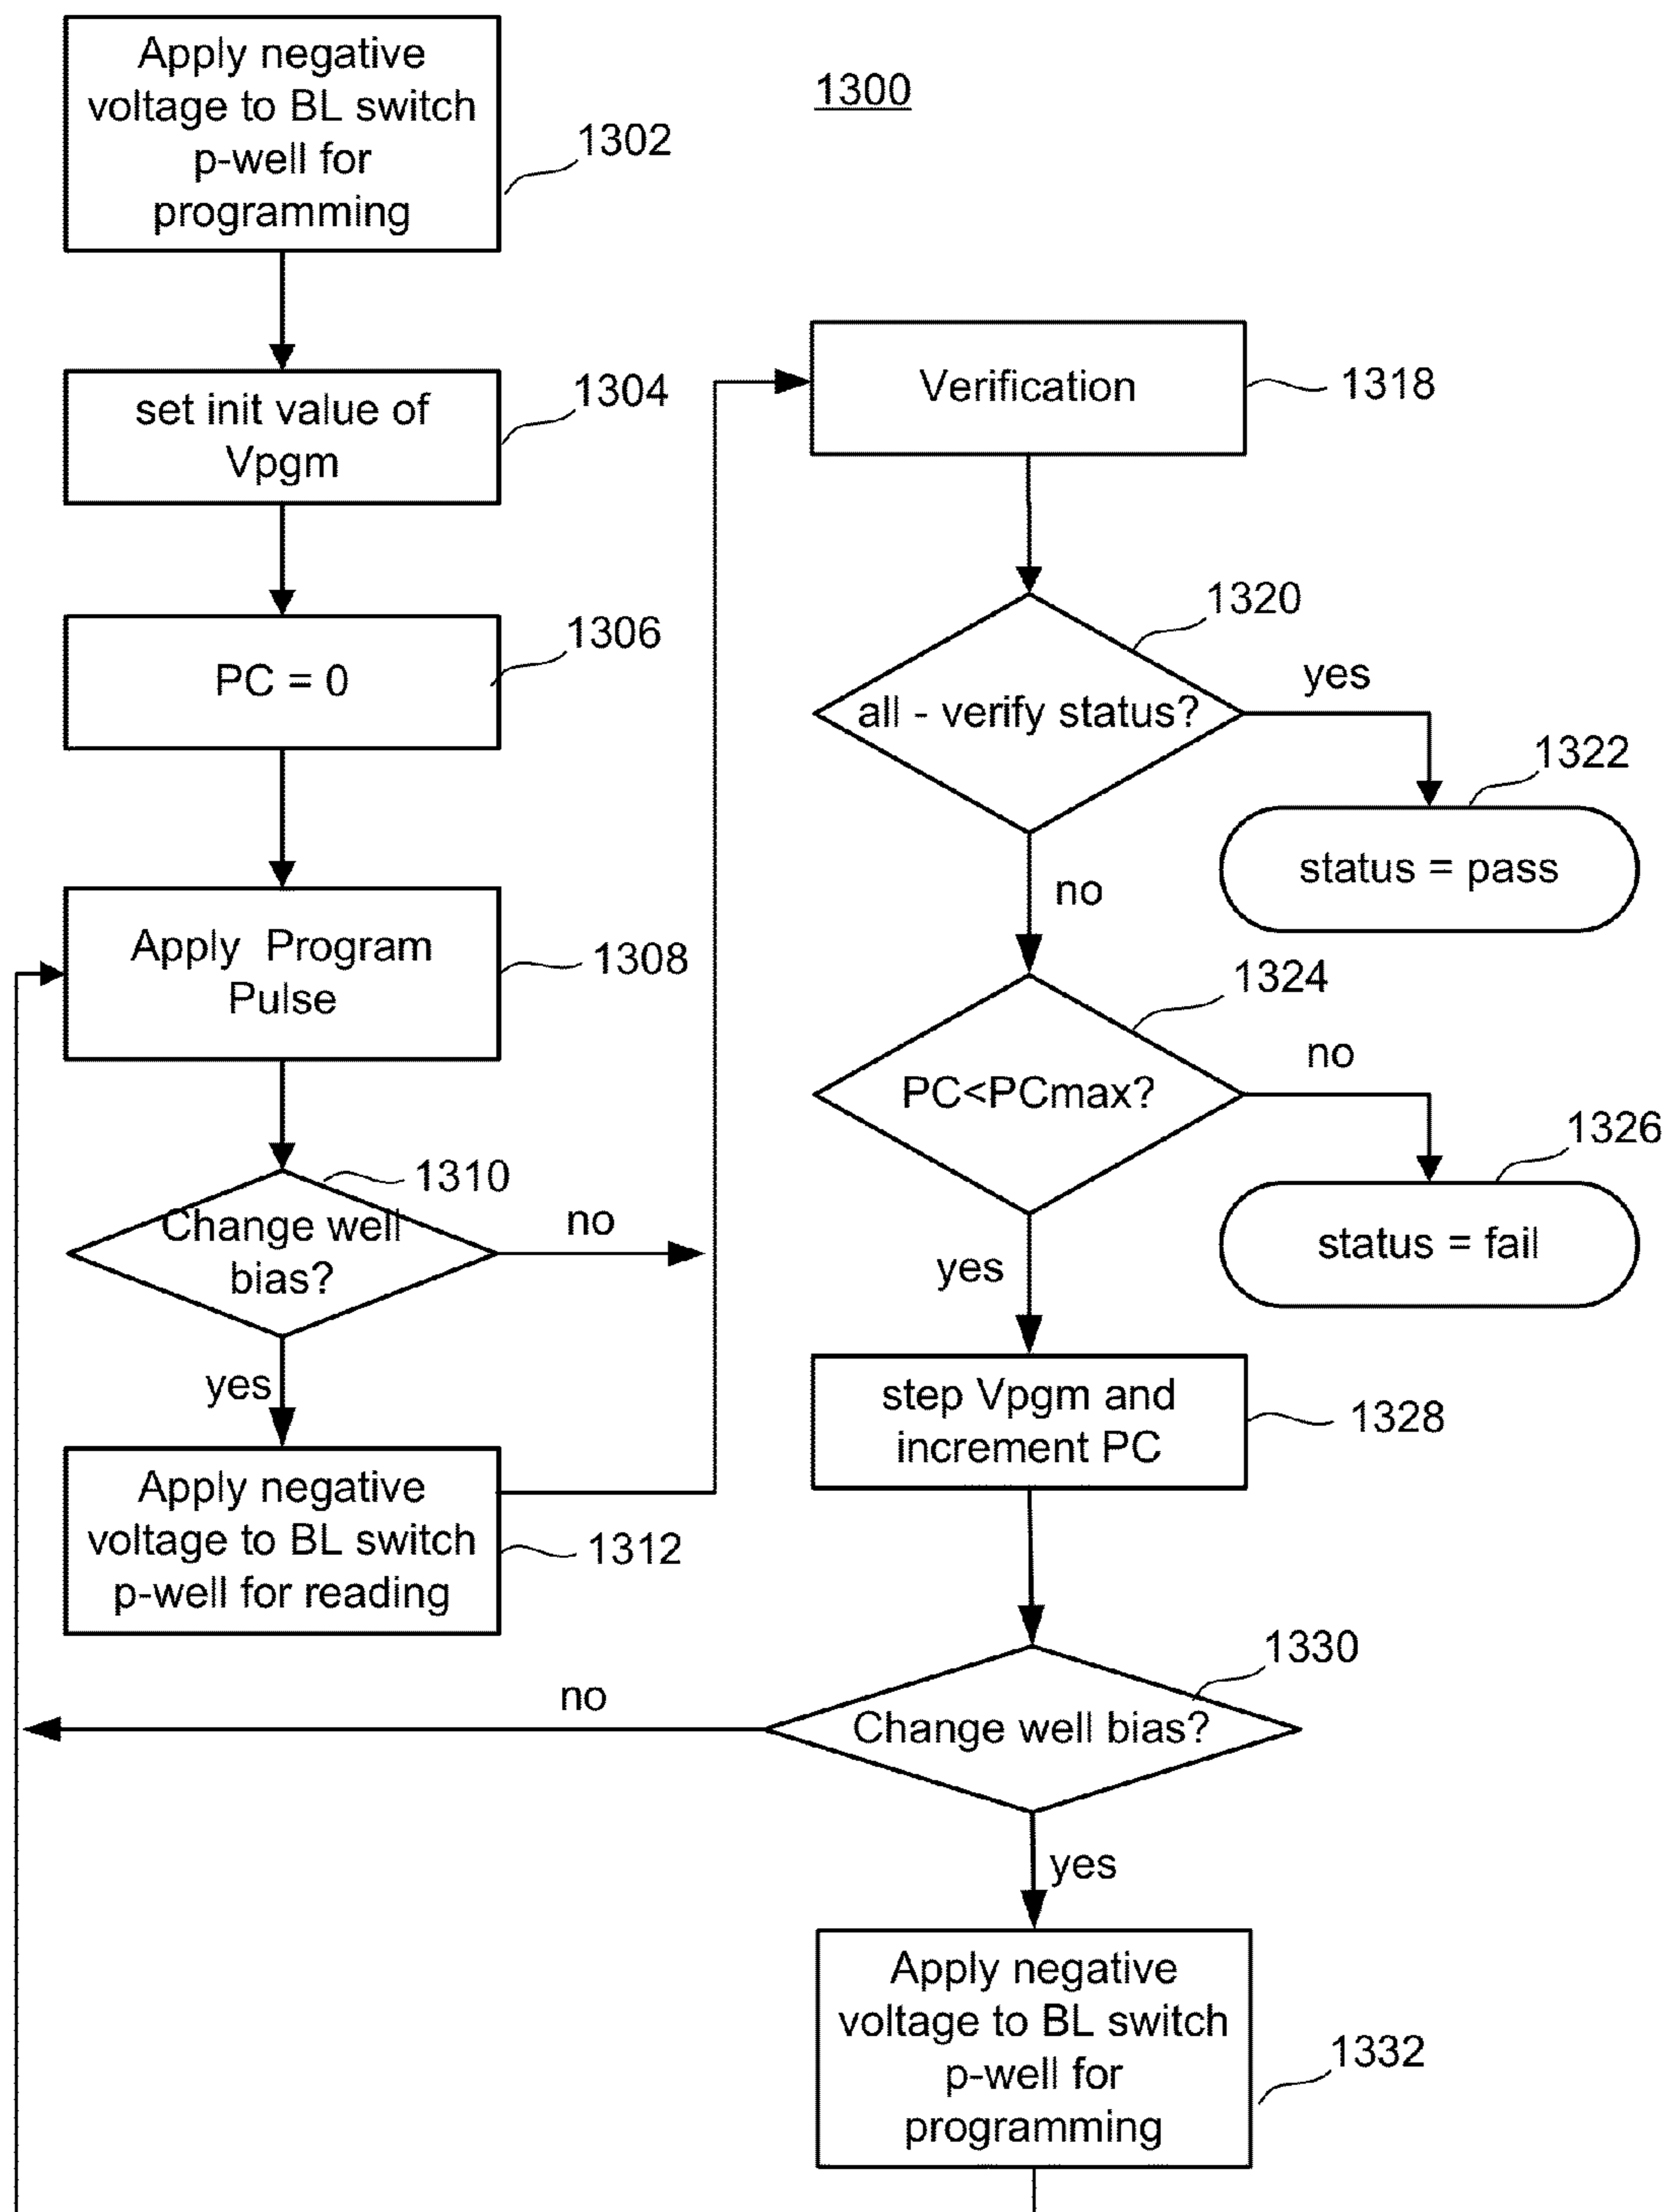 Apply negative
voltage to BL switch
p-well for
programming
1302
1300
set init value of
Vpgm
1304
PC = 0
1306
Apply Program
Pulse
1308
Change well
bias?
1310
no
yes
Apply negative
voltage to BL switch
p-well for reading
1312
Verification
1318
all - verify status?
1320
yes
1322
status = pass
no
PC<PCmax?
1324
no
1326
status = fail
yes
step Vpgm and
increment PC
1328
Change well bias?
1330
no
yes
Apply negative
voltage to BL switch
p-well for
programming
1332